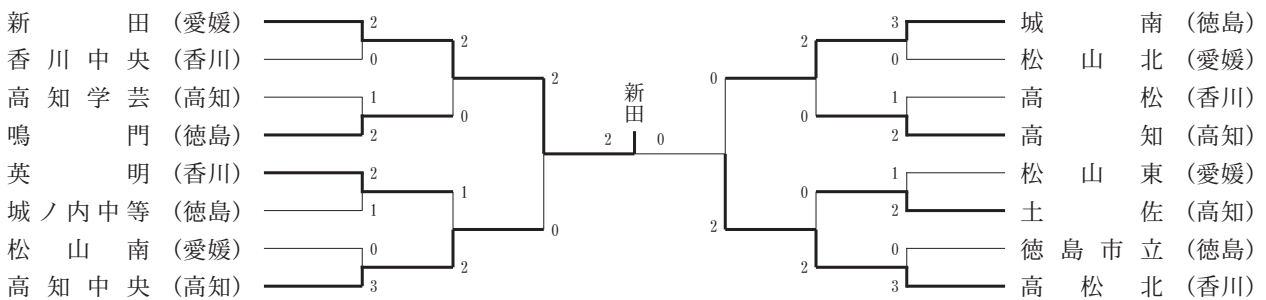 新田（愛媛） 2 3 城南（徳島）
2 2
香川中央（香川） 0 0 松山北（愛媛）
2 0
高知学芸（高知） 1 新田 1 高松（香川）
0 0
鳴門（徳島） 2 2 高知（高知）
2 0
英明（香川） 2 1 松山東（愛媛）
1 0
城ノ内中等（徳島） 1 2 土佐（高知）
0 2
松山南（愛媛） 0 0 徳島市立（徳島）
2 2
高知中央（高知） 3 3 高松北（香川）